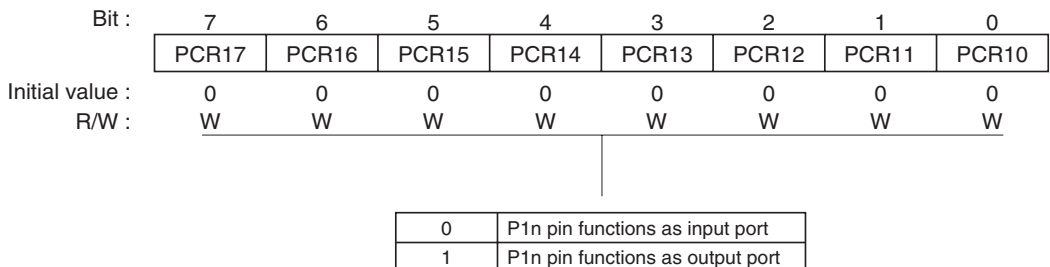 Bit : 7 6 5 4 3 2 1 0
PCR17 PCR16 PCR15 PCR14 PCR13 PCR12 PCR11 PCR10
Initial value : 0 0 0 0 0 0 0 0
R/W : W W W W W W W W
0 P1n pin functions as input port
1 P1n pin functions as output port